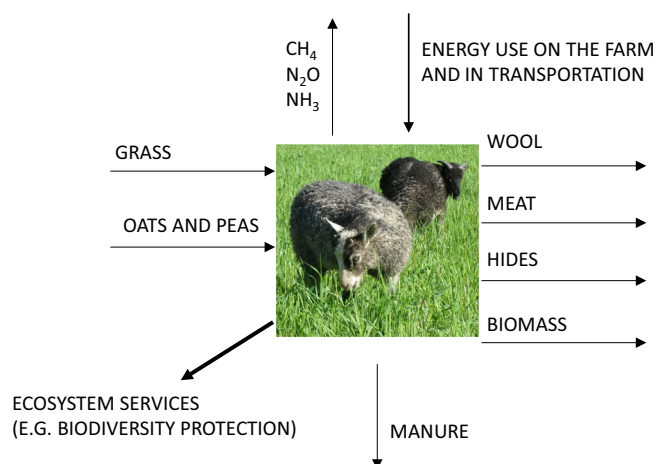 CH₄
N₂O
NH₃
ENERGY USE ON THE FARM
AND IN TRANSPORTATION
GRASS
OATS AND PEAS
WOOL
MEAT
HIDES
BIOMASS
ECOSYSTEM SERVICES
(E.G. BIODIVERSITY PROTECTION)
MANURE